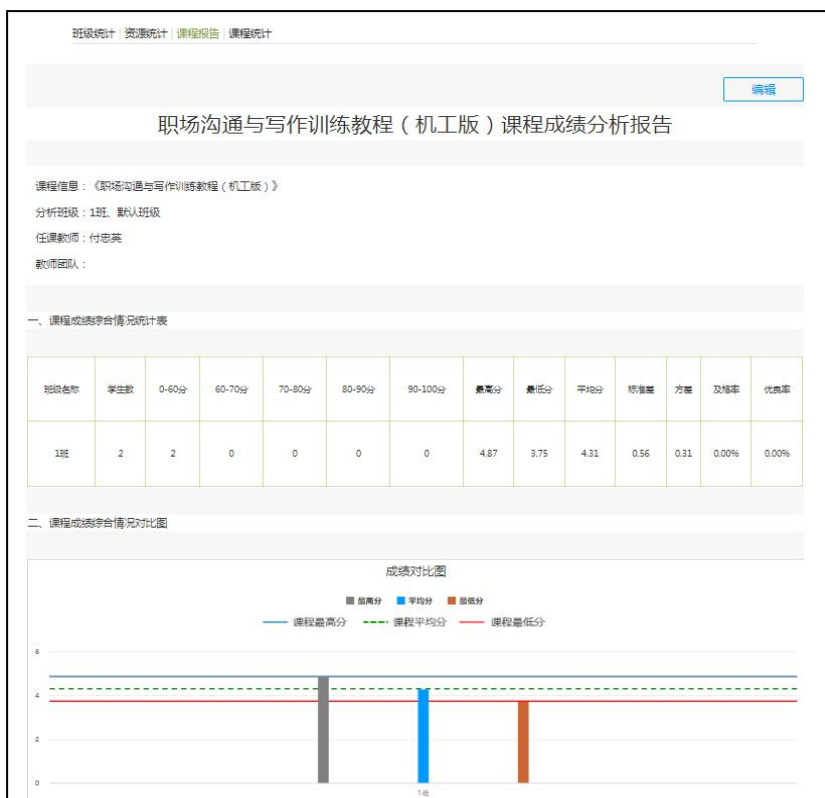 班级统计 | 资源统计 | 课程报告 | 课程统计
编辑
职场沟通与写作训练教程（机工版）课程成绩分析报告
课程信息：《职场沟通与写作训练教程（机工版）》
分析班级：1班、默认班级
任课教师：付忠英
教师团队：
一、课程成绩综合情况统计表
班级名称 学生数 0-60分 60-70分 70-80分 80-90分 90-100分 最高分 最低分 平均分 标准差 方差 及格率 优良率
1班 2 2 0 0 0 0 4.87 3.75 4.31 0.56 0.31 0.00% 0.00%
二、课程成绩综合情况对比图
成绩对比图
最高分 平均分 最低分
课程最高分 课程平均分 课程最低分
6
4
2
0
1班